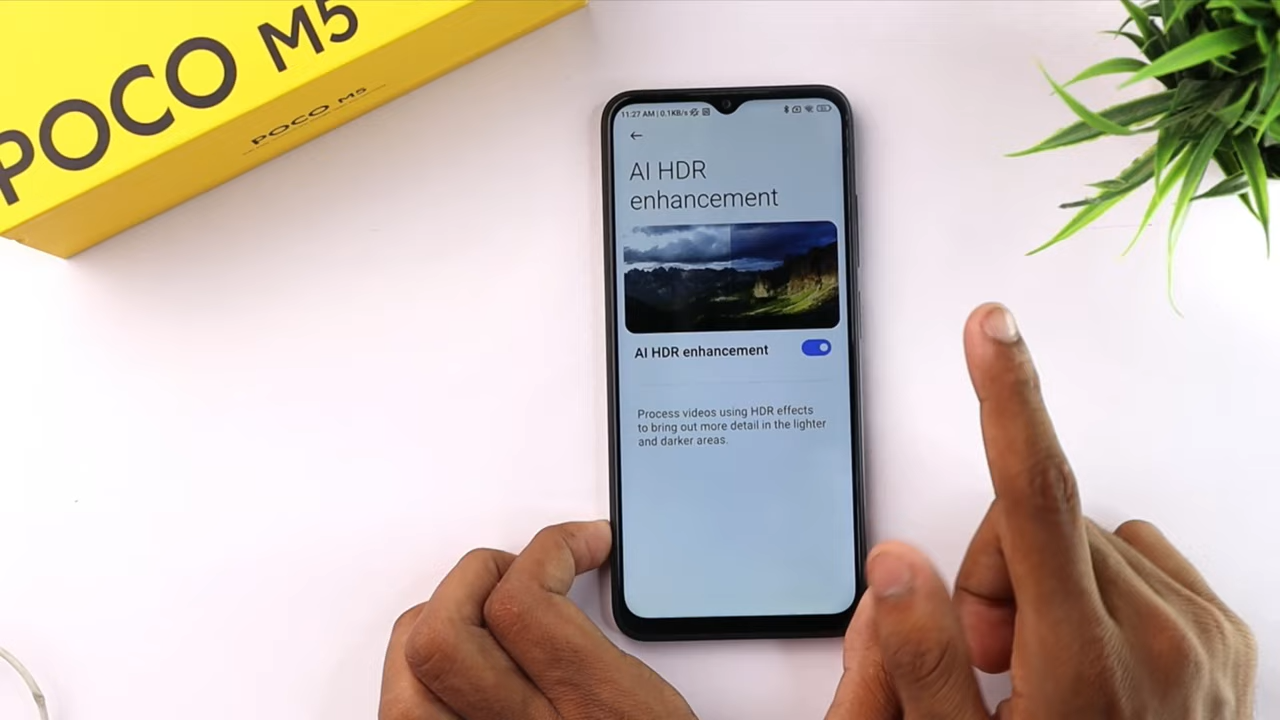 POCO M5
POCO M5
11:27 AM | 0.1KB/s
AI HDR
enhancement
AI HDR enhancement
Process videos using HDR effects
to bring out more detail in the lighter
and darker areas.